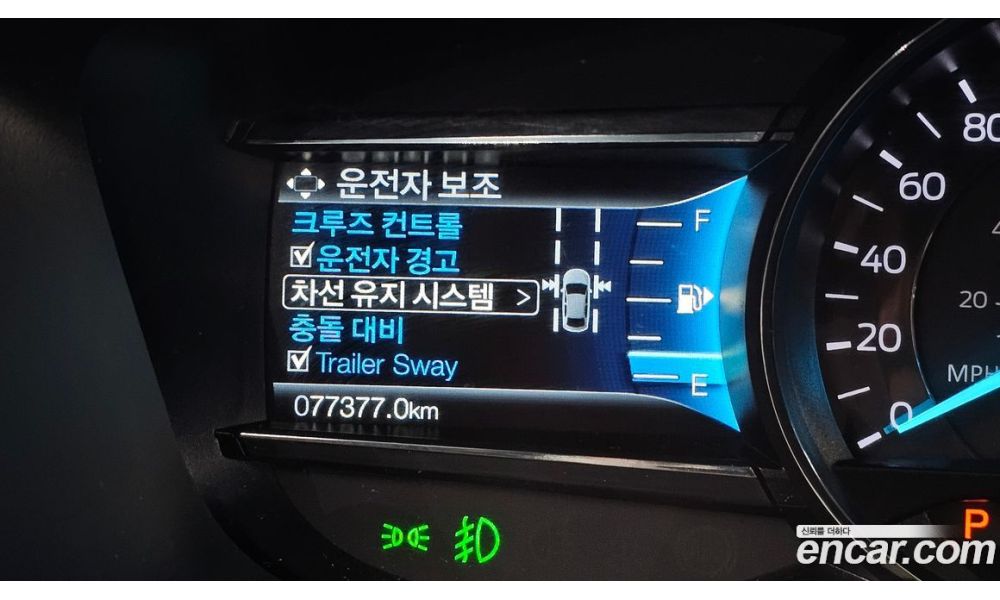 운전자 보조
크루즈 컨트롤
운전자 경고
차선 유지 시스템 >
충돌 대비
Trailer Sway
077377.0km
F
E
80
60
40
20
0
20
MPH
P
신뢰를 더하다
encar.com